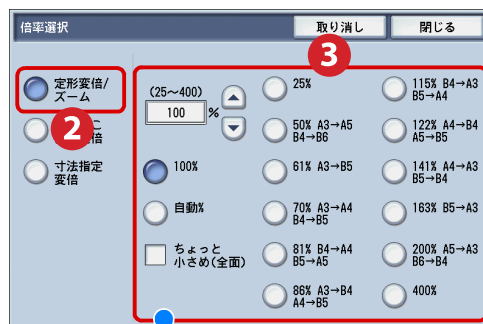 倍率選択
取り消し
閉じる
3
定形変倍/
ズーム
2
こ
倍
寸法指定
変倍
(25～400)
100
%
100%
自動%
ちょっと
小さめ(全面)
25%
50% A3→A5
B4→B6
61% A3→B5
70% A3→A4
B4→B5
81% B4→A4
B5→A5
86% A3→B4
A4→B5
115% B4→A3
B5→A4
122% A4→B4
A5→B5
141% A4→A3
B5→B4
163% B5→A3
200% A5→A3
B6→B4
400%